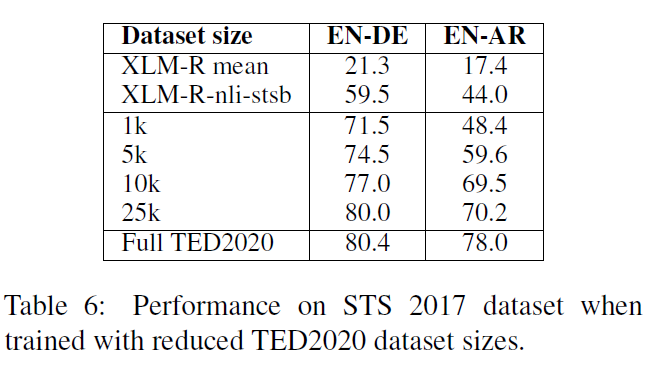 Dataset size EN-DE EN-AR
XLM-R mean 21.3 17.4
XLM-R-nli-stsb 59.5 44.0
1k 71.5 48.4
5k 74.5 59.6
10k 77.0 69.5
25k 80.0 70.2
Full TED2020 80.4 78.0
Table 6: Performance on STS 2017 dataset when
trained with reduced TED2020 dataset sizes.